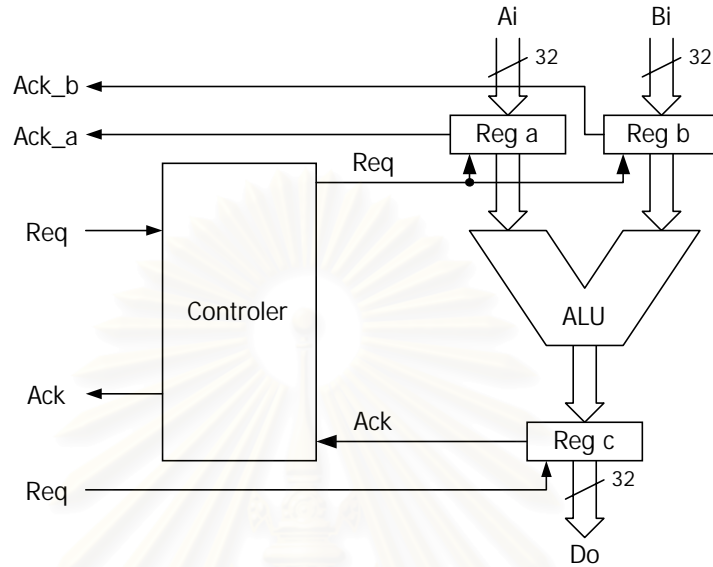 Ai Bi
32 32
Ack_b
Ack_a
Reg a Reg b
Req
Req
Controler
ALU
Ack
Ack
Reg c
Req
32
Do